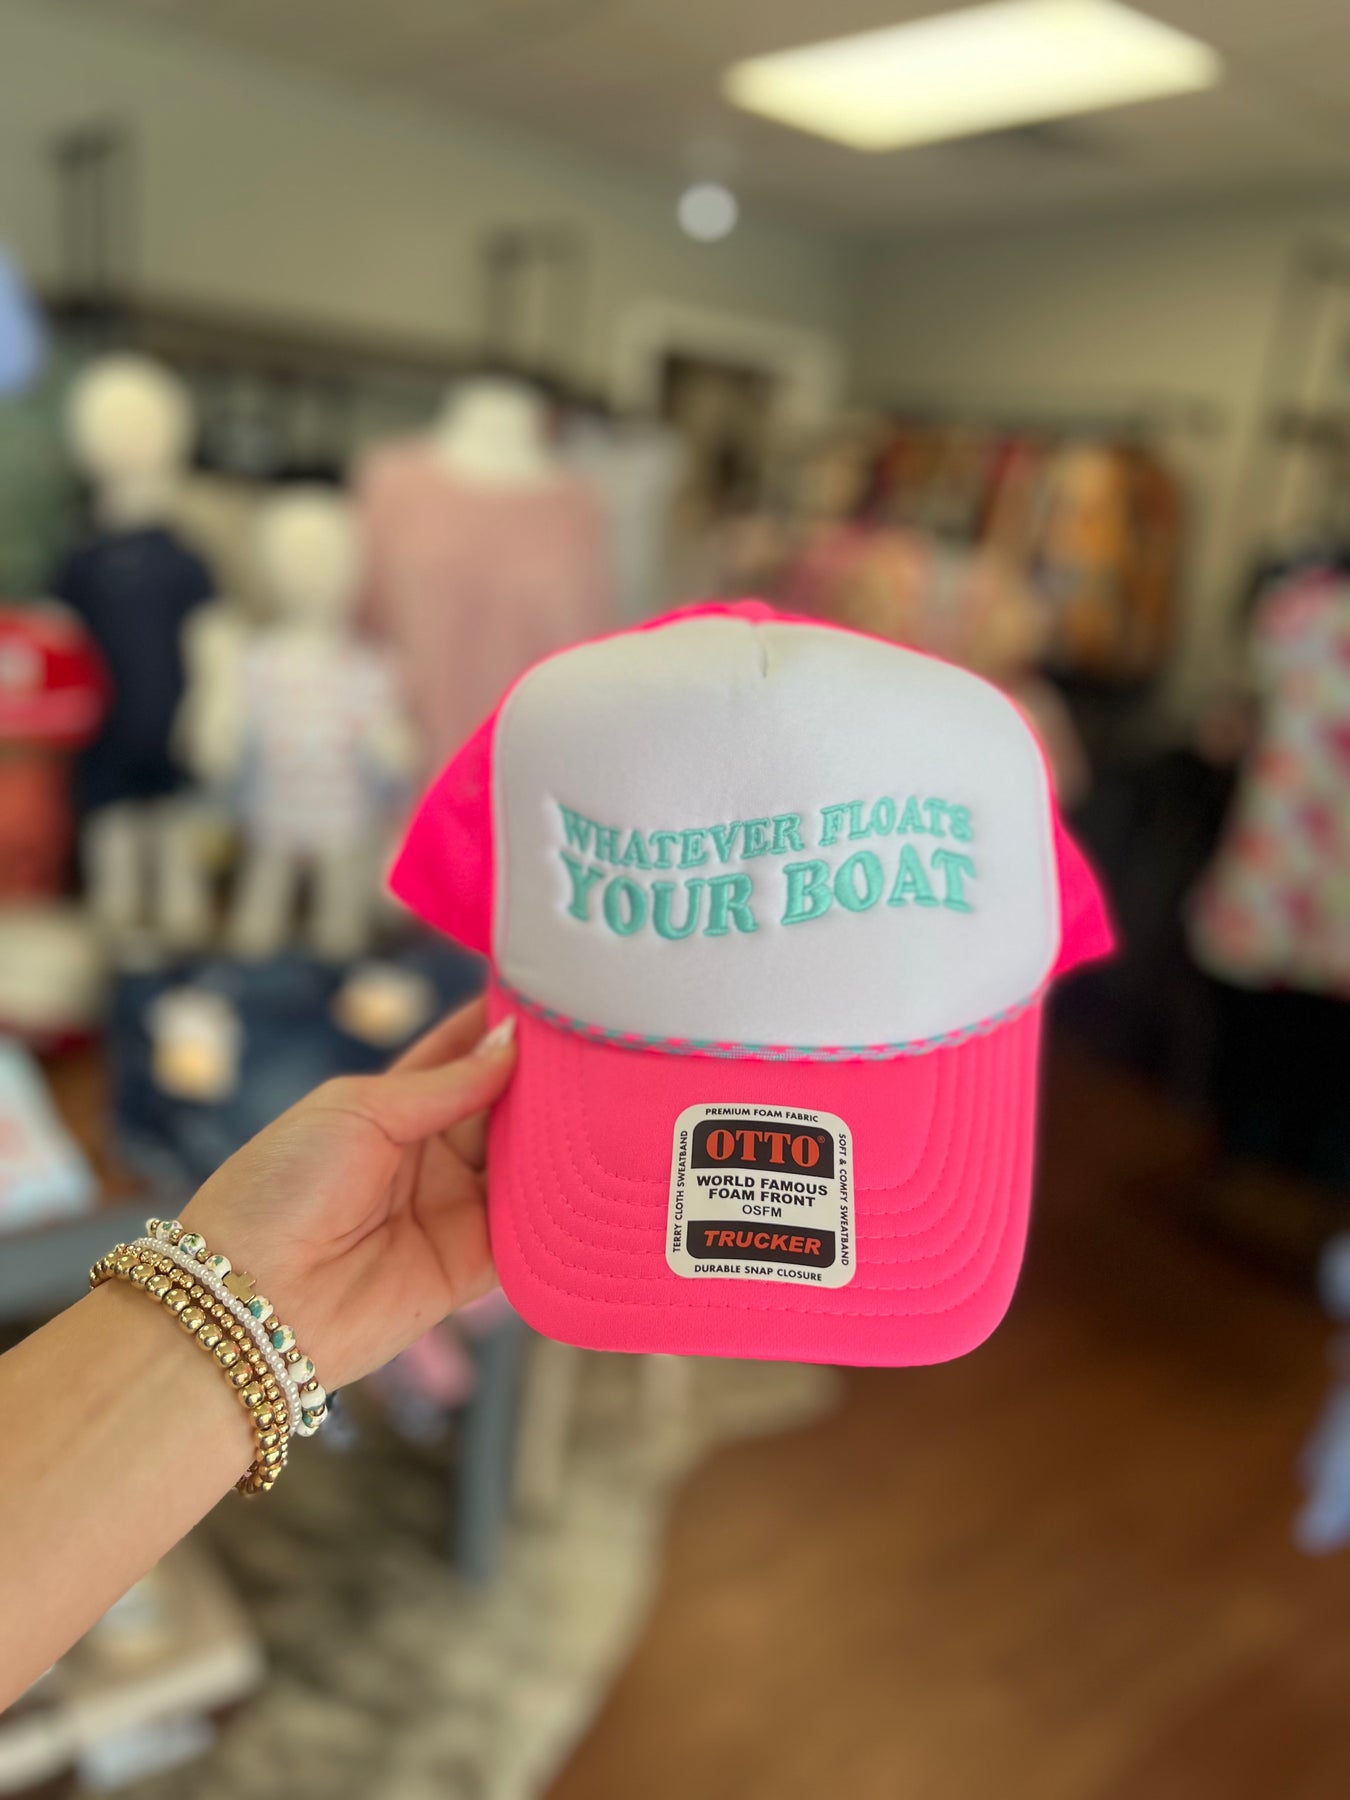 WHATEVER FLOATS
YOUR BOAT
PREMIUM FOAM FABRIC
TERRY CLOTH SWEATBAND
OTTO®
WORLD FAMOUS
FOAM FRONT
OSFM
TRUCKER
SOFT & COMFY SWEATBAND
DURABLE SNAP CLOSURE